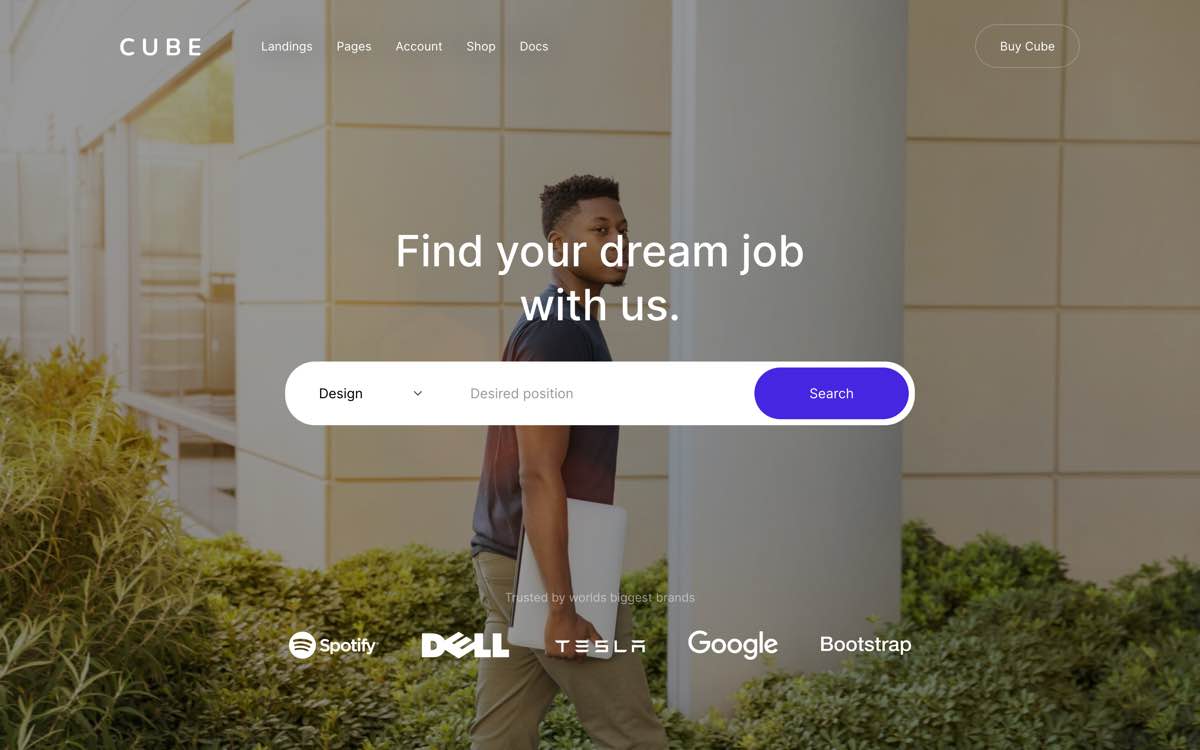 CUBE
Landings Pages Account Shop Docs
Buy Cube
Find your dream job
with us.
Design
Desired position
Search
Trusted by worlds biggest brands
Spotify
DELL
TESLA
Google
Bootstrap